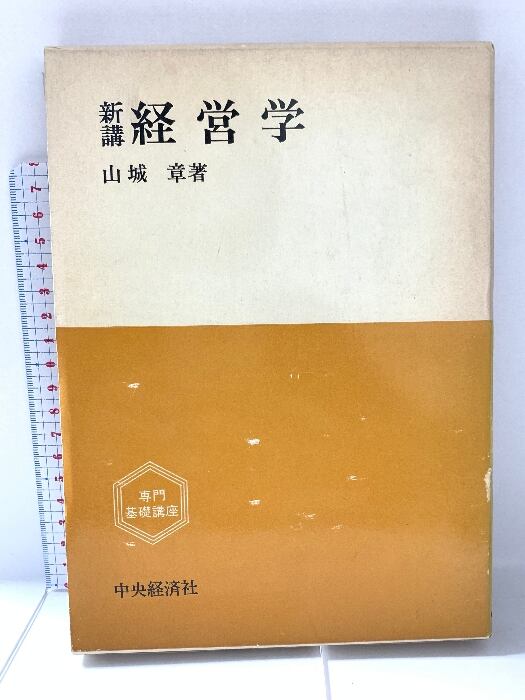 新講 経営学
山城 章著
専門
基礎講座
中央経済社